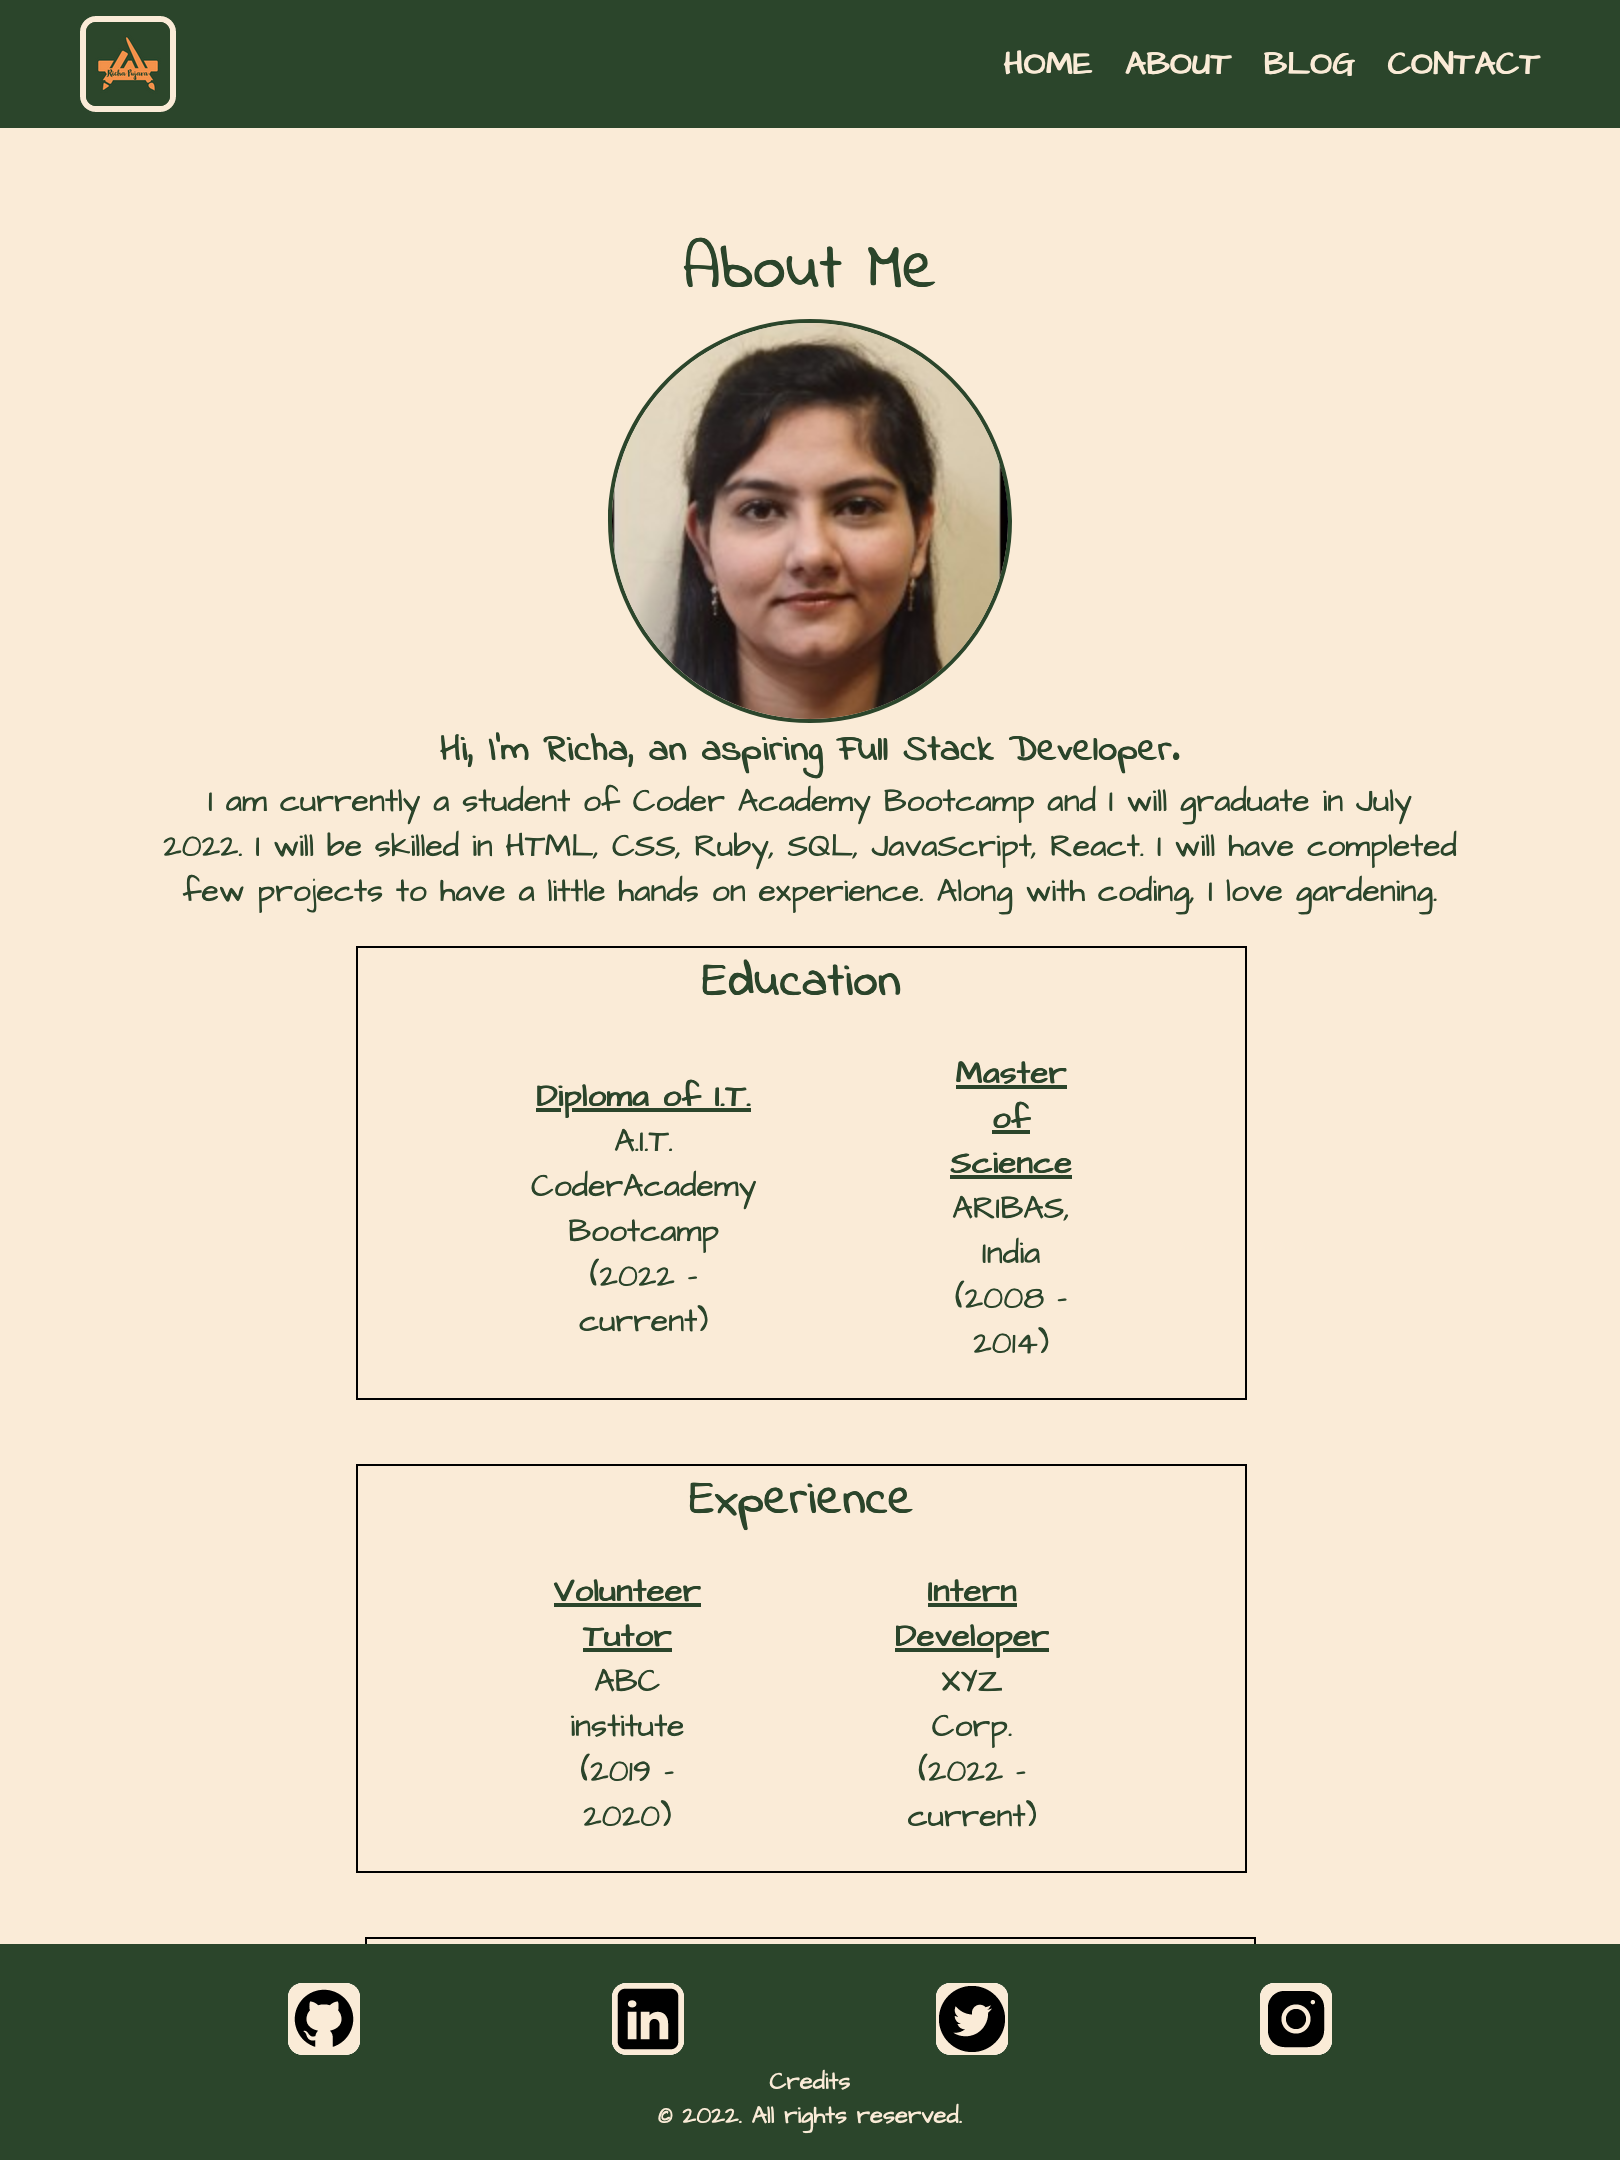 Richa Pujara
HOME ABOUT BLOG CONTACT
About Me
Hi, I'm Richa, an aspiring Full Stack Developer.
I am currently a student of Coder Academy Bootcamp and I will graduate in July
2022. I will be skilled in HTML, CSS, Ruby, SQL, JavaScript, React. I will have completed
few projects to have a little hands on experience. Along with coding, I love gardening.
Education
Diploma of I.T.
A.I.T.
CoderAcademy
Bootcamp
(2022 -
current)
Master
of
Science
ARIBAS,
India
(2008 -
2014)
Experience
Volunteer
Tutor
ABC
institute
(2019 -
2020)
Intern
Developer
XYZ
Corp.
(2022 -
current)
in
Credits
© 2022. All rights reserved.